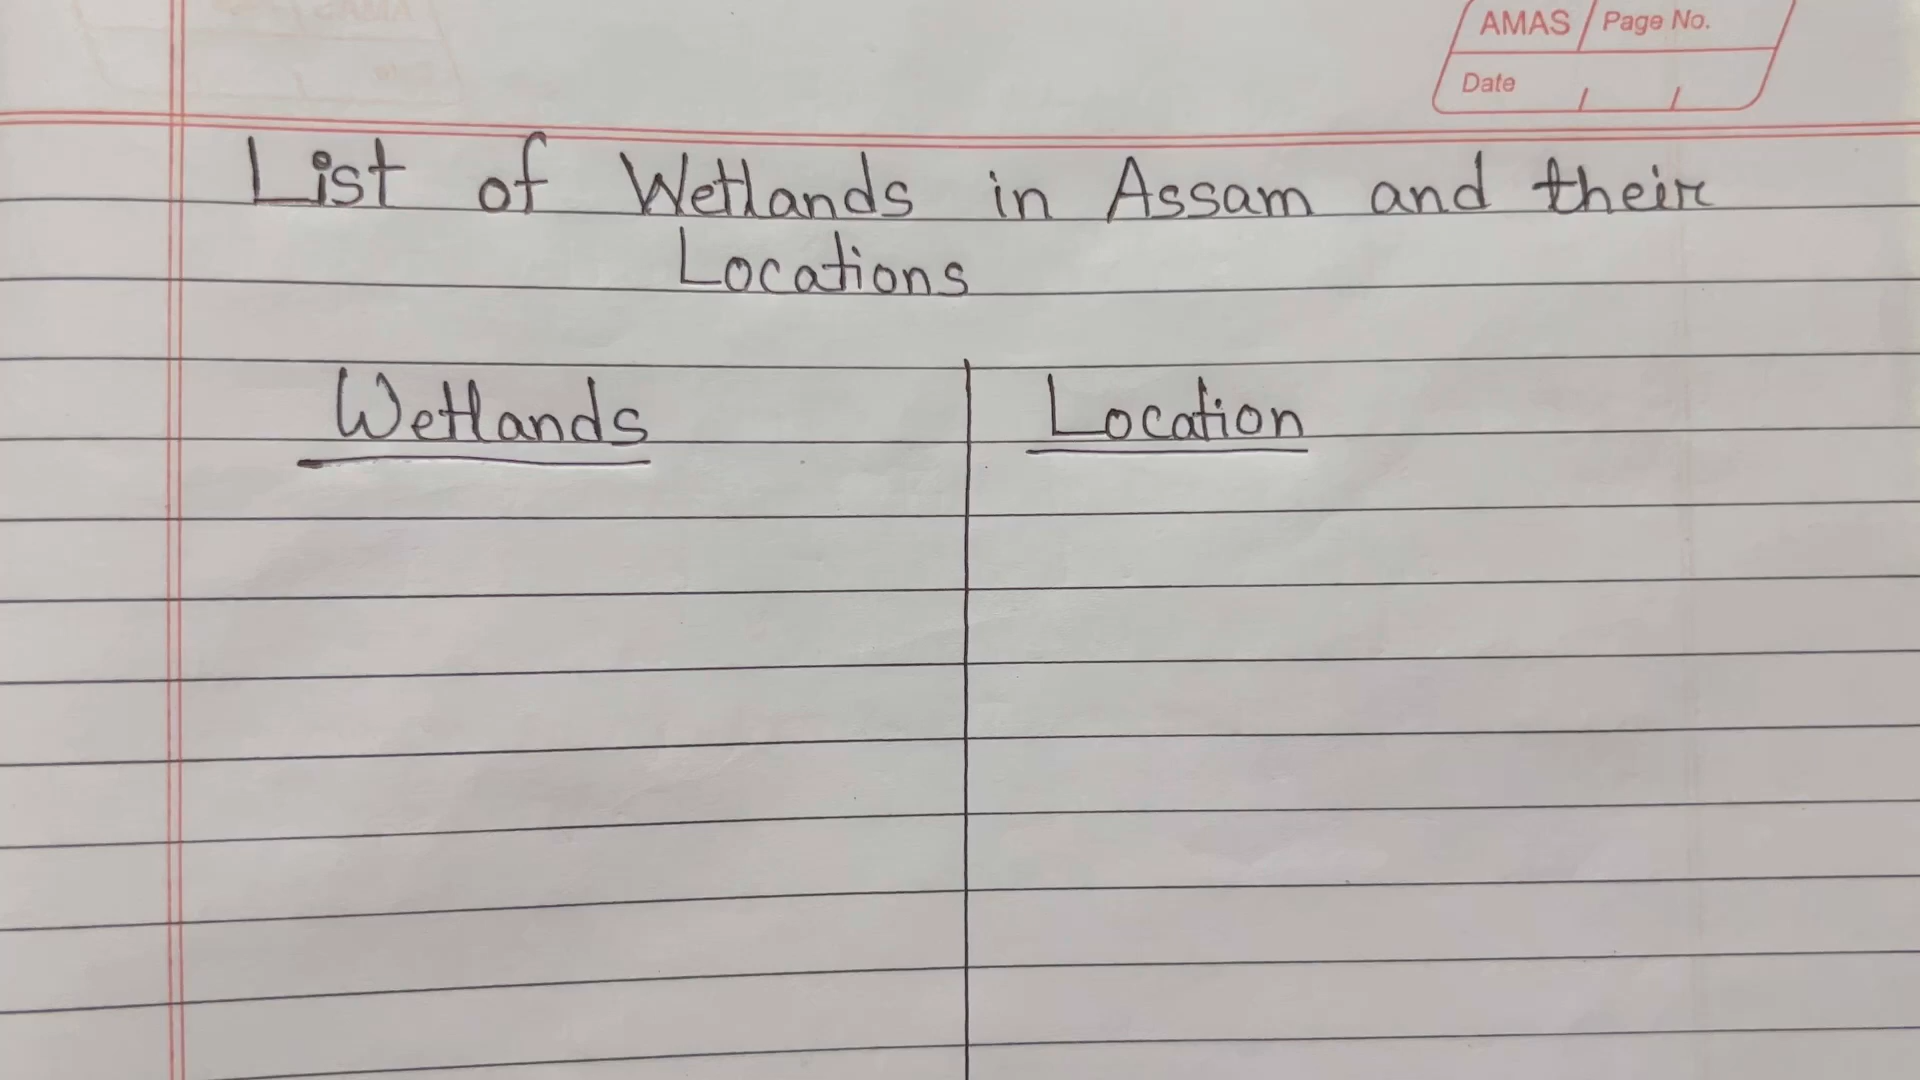 AMAS Page No.
Date / /
List of Wetlands in Assam and their
Locations
Wetlands Location